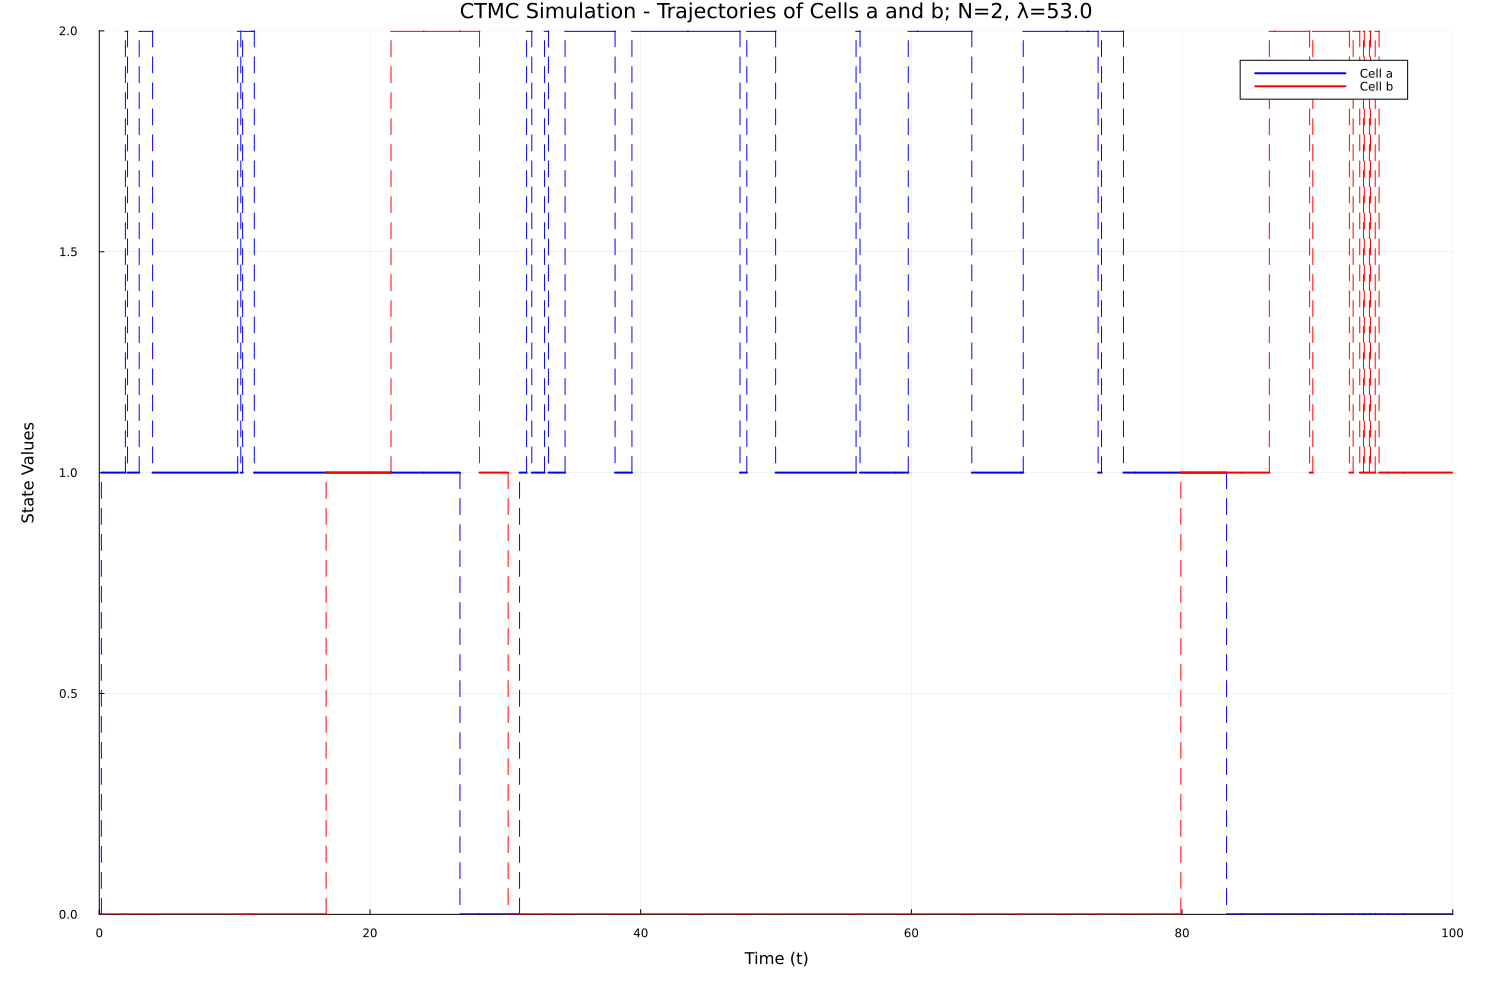 CTMC Simulation - Trajectories of Cells a and b; N=2, λ=53.0
2.0
Cell a
Cell b
1.5
1.0
State Values
0.5
0.0
0 20 40 60 80 100
Time (t)